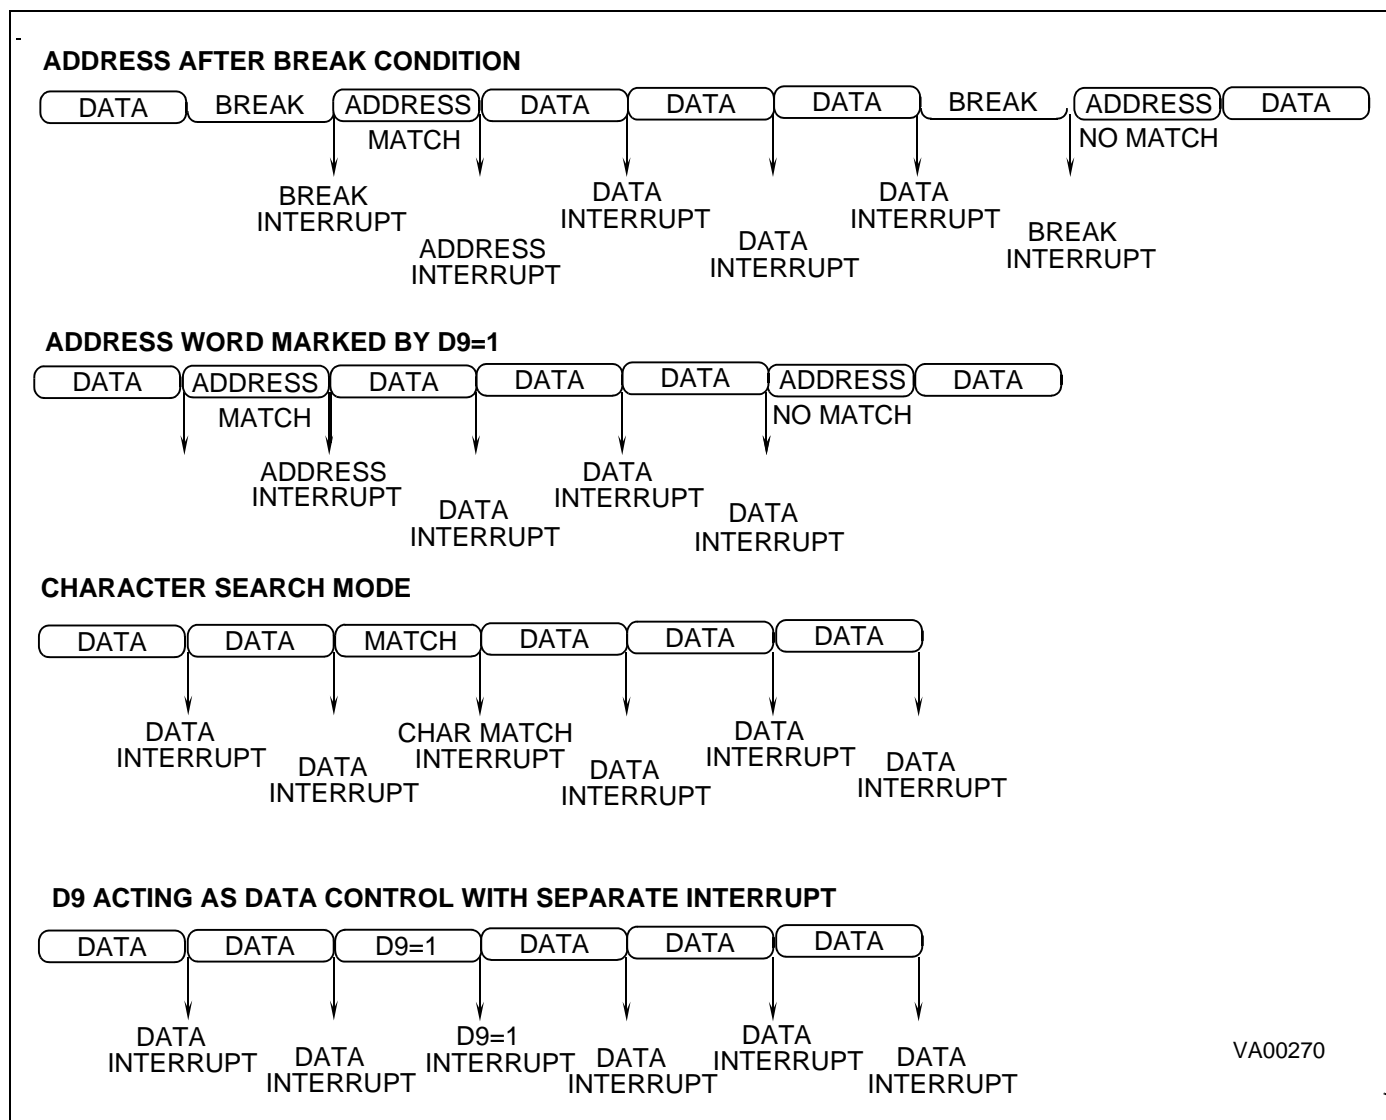 ADDRESS AFTER BREAK CONDITION
DATA BREAK ADDRESS DATA DATA DATA BREAK ADDRESS DATA
MATCH NO MATCH
BREAK DATA DATA
INTERRUPT INTERRUPT INTERRUPT
ADDRESS DATA BREAK
INTERRUPT INTERRUPT INTERRUPT
ADDRESS WORD MARKED BY D9=1
DATA ADDRESS DATA DATA DATA ADDRESS DATA
MATCH NO MATCH
ADDRESS DATA
INTERRUPT INTERRUPT
DATA DATA
INTERRUPT INTERRUPT
CHARACTER SEARCH MODE
DATA DATA MATCH DATA DATA DATA
DATA CHAR MATCH DATA
INTERRUPT INTERRUPT INTERRUPT
DATA DATA DATA
INTERRUPT INTERRUPT INTERRUPT
D9 ACTING AS DATA CONTROL WITH SEPARATE INTERRUPT
DATA DATA D9=1 DATA DATA DATA
DATA D9=1 DATA
INTERRUPT INTERRUPT INTERRUPT
DATA DATA DATA
INTERRUPT INTERRUPT INTERRUPT
VA00270